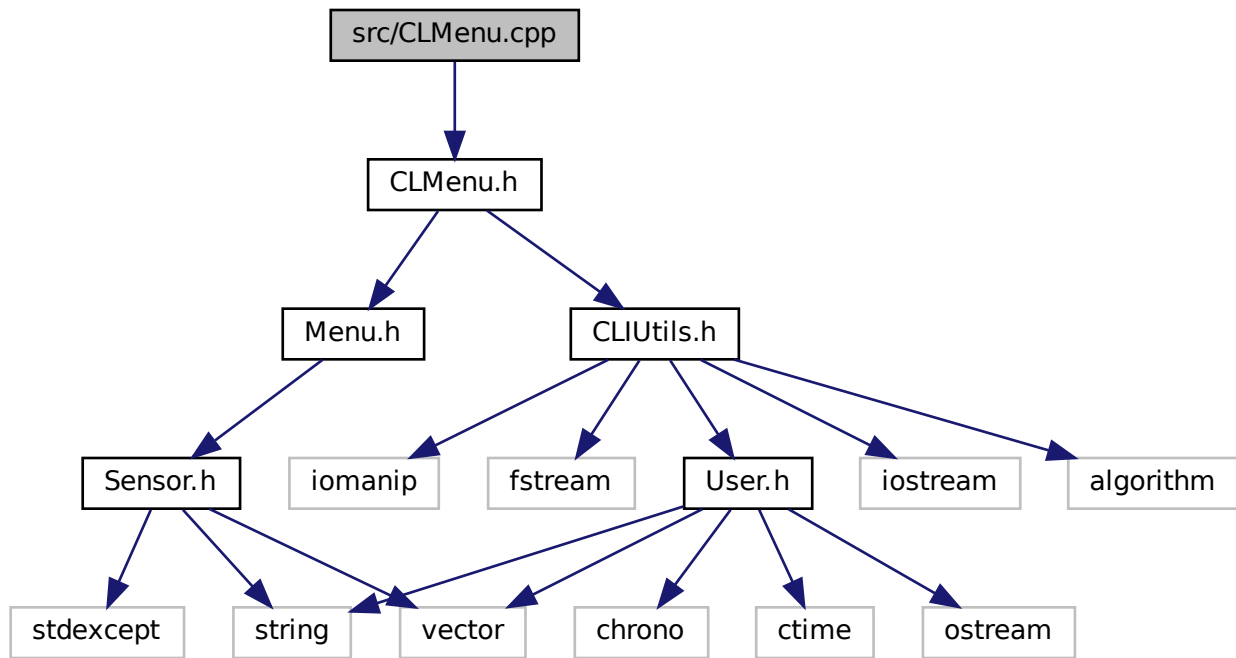 src/CLMenu.cpp
CLMenu.h
Menu.h
CLIUtils.h
Sensor.h
iomanip
fstream
User.h
iostream
algorithm
stdexcept
string
vector
chrono
ctime
ostream